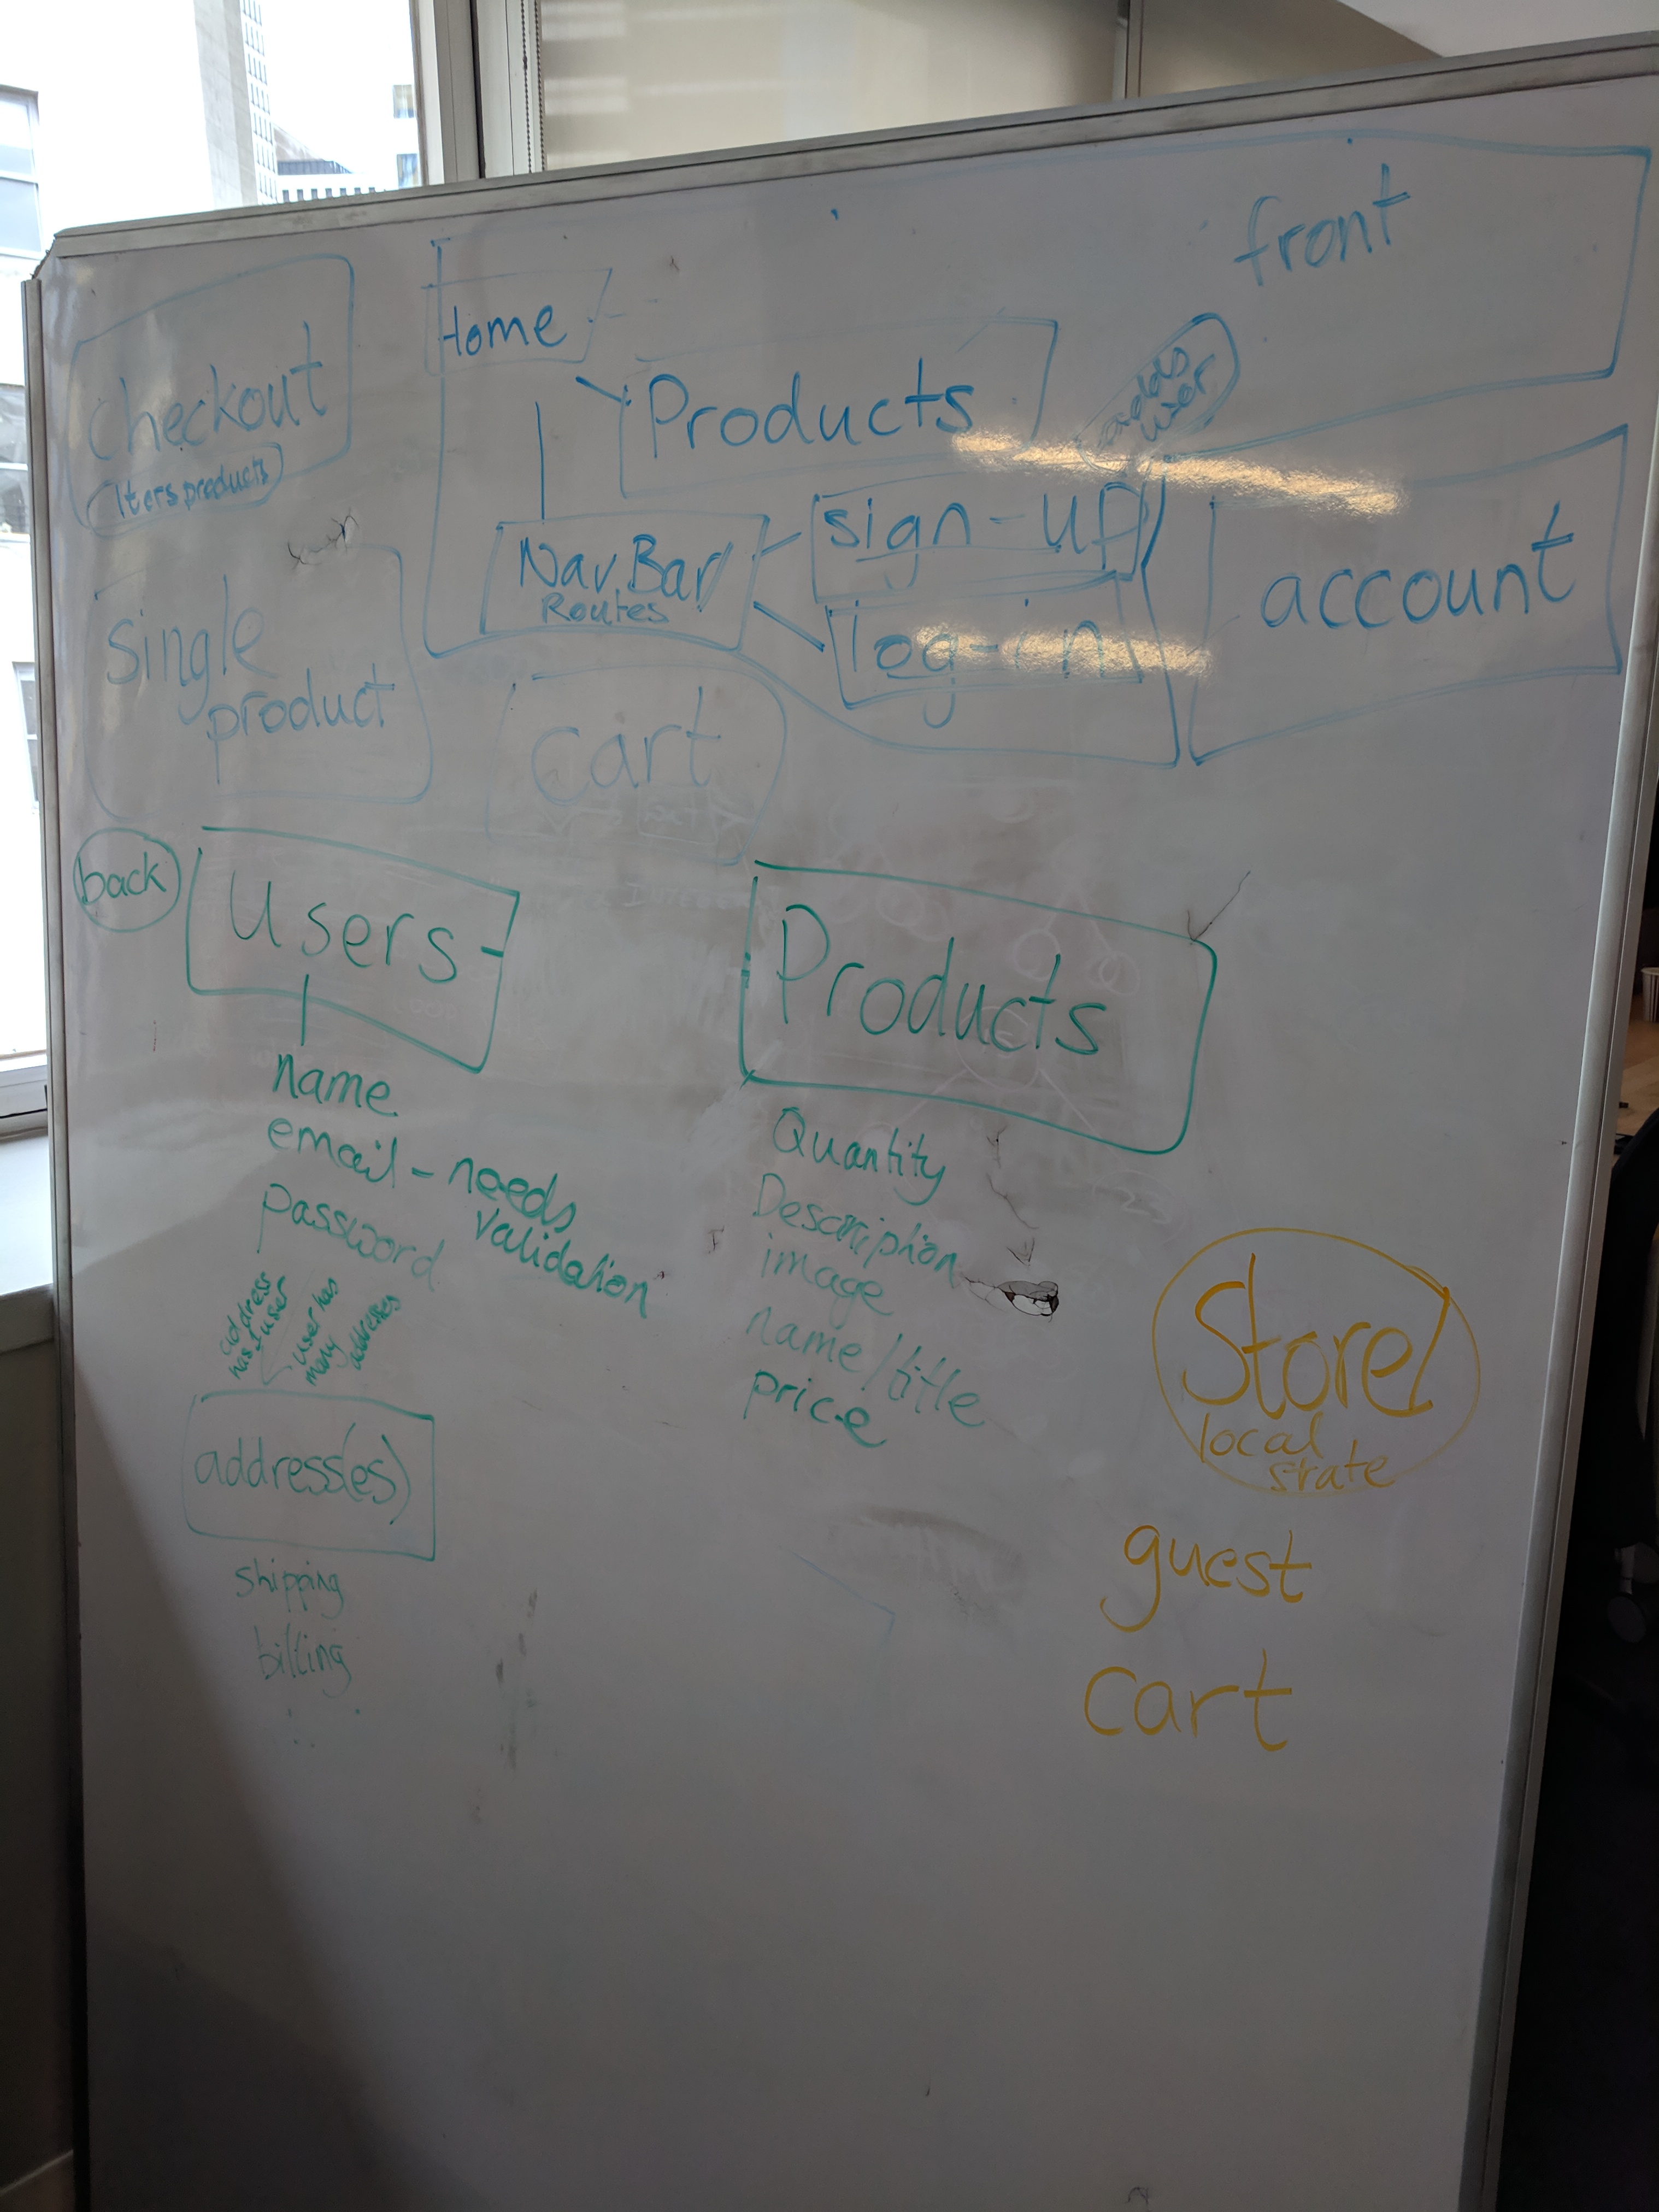 front
Home
checkout
Products
adds
user
products
sign-up
Nav Bar
Routes
log-in
account
Single
product
cart
back
Users
name
email - needs
validation
password
address
has 1 user
user has
many
addresses
address(es)
shipping
billing
Products
Quantity
Description
image
name/title
price
Store/
local
state
guest
cart